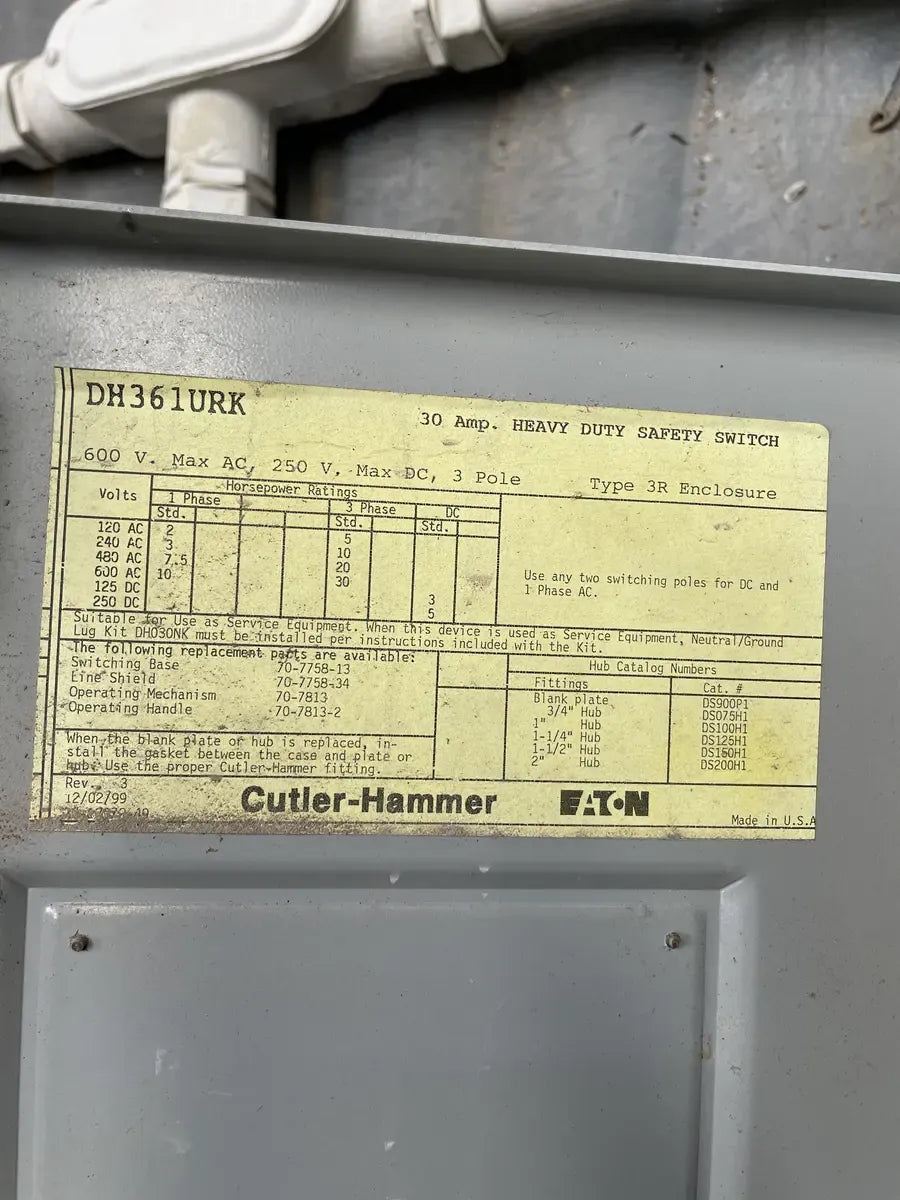 DH361URK
30 Amp. HEAVY DUTY SAFETY SWITCH
600 V. Max AC, 250 V. Max DC, 3 Pole
Type 3R Enclosure
Volts
Horsepower Ratings
1 Phase 3 Phase DC
Std. Std. Std.
120 AC 2
240 AC 3 5
480 AC 7.5 10
600 AC 10 20
125 DC 30
250 DC 3
5
Use any two switching poles for DC and
1 Phase AC.
Suitable for Use as Service Equipment. When this device is used as Service Equipment, Neutral/Ground
Lug Kit DH030NK must be installed per instructions included with the Kit.
The following replacement parts are available:
Switching Base 70-7758-13
Line Shield 70-7758-34
Operating Mechanism 70-7813
Operating Handle 70-7813-2
When the blank plate or hub is replaced, in-
stall the gasket between the case and plate or
hub. Use the proper Cutler-Hammer fitting.
Hub Catalog Numbers
Fittings Cat. #
Blank plate DS900P1
3/4" Hub DS075H1
1" Hub DS100H1
1-1/4" Hub DS125H1
1-1/2" Hub DS150H1
2" Hub DS200H1
Rev. 3
12/02/99
Cutler-Hammer
EATON
Made in U.S.A